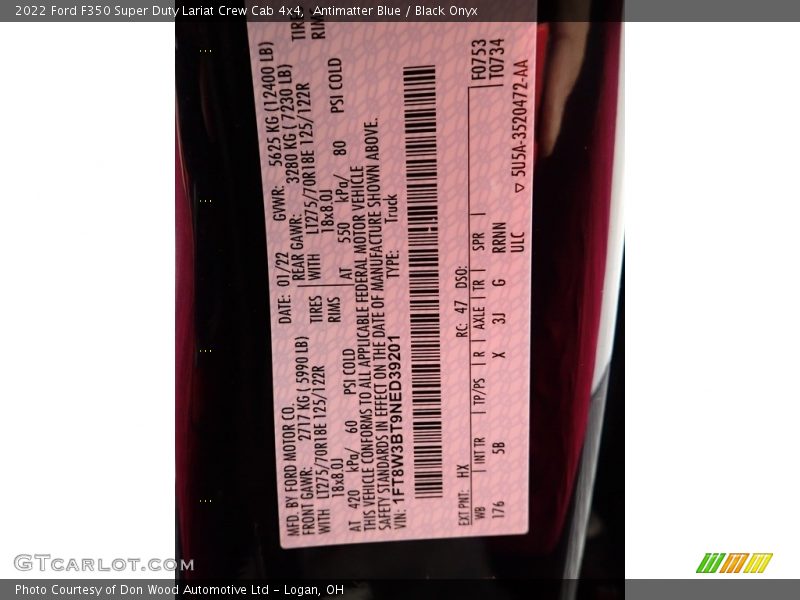 2022 Ford F350 Super Duty Lariat Crew Cab 4x4, Antimatter Blue / Black Onyx
MFD. BY FORD MOTOR CO.
DATE: 01/22 GVWR: 5625 KG (12400 LB)
FRONT GAWR: 2717 KG ( 5990 LB)
REAR GAWR: 3280 KG ( 7230 LB)
WITH LT275/70R18E 125/122R TIRES
WITH LT275/70R18E 125/122R TIRES
18x8.0J RIMS
18x8.0J RIMS
AT 420 kPa/ 60 PSI COLD
AT 550 kPa/ 80 PSI COLD
THIS VEHICLE CONFORMS TO ALL APPLICABLE FEDERAL MOTOR VEHICLE
SAFETY STANDARDS IN EFFECT ON THE DATE OF MANUFACTURE SHOWN ABOVE.
VIN: 1FT8W3BT9NED39201 TYPE: Truck
EXT PNT: HX RC: 47 DSO: F0753
WB INT TR TP/PS R AXLE TR SPR T0734
176 5B X 3J G RRNN
ULC ▽ 5U5A-3520472-AA
GTCarLot.com
Photo Courtesy of Don Wood Automotive Ltd - Logan, OH